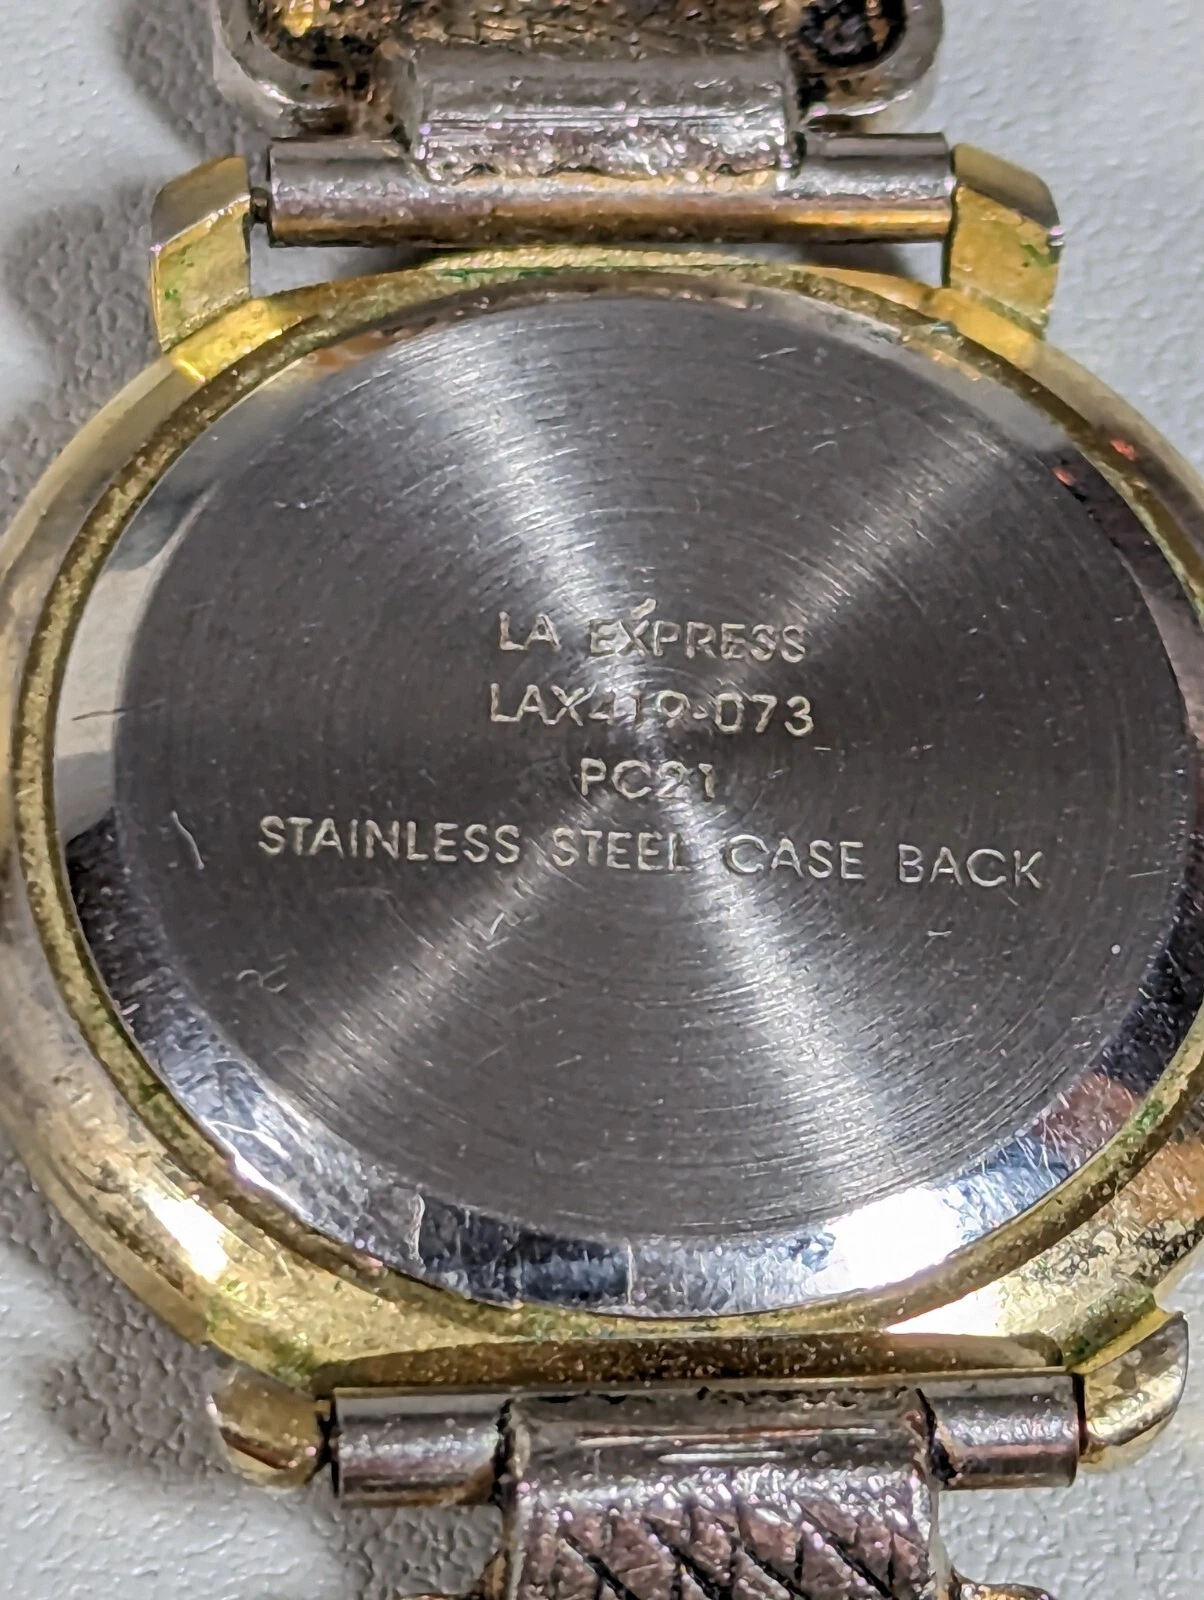 LA EXPRESS
LAX419-073
PC21
STAINLESS STEEL CASE BACK